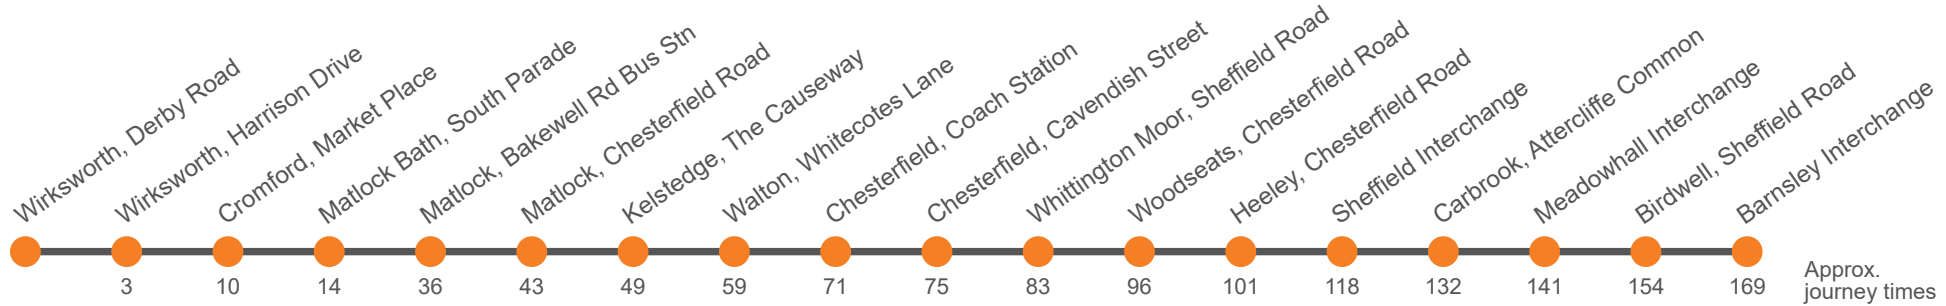 Wirksworth, Derby Road
Wirksworth, Harrison Drive
Cromford, Market Place
Matlock Bath, South Parade
Matlock, Bakewell Rd Bus Stn
Matlock, Chesterfield Road
Kelstedge, The Causeway
Walton, Whitecotes Lane
Chesterfield, Coach Station
Chesterfield, Cavendish Street
Whittington Moor, Sheffield Road
Woodseats, Chesterfield Road
Heeley, Chesterfield Road
Sheffield Interchange
Carbrook, Attercliffe Common
Meadowhall Interchange
Birdwell, Sheffield Road
Barnsley Interchange
3 10 14 36 43 49 59 71 75 83 96 101 118 132 141 154 169
Approx.
journey times